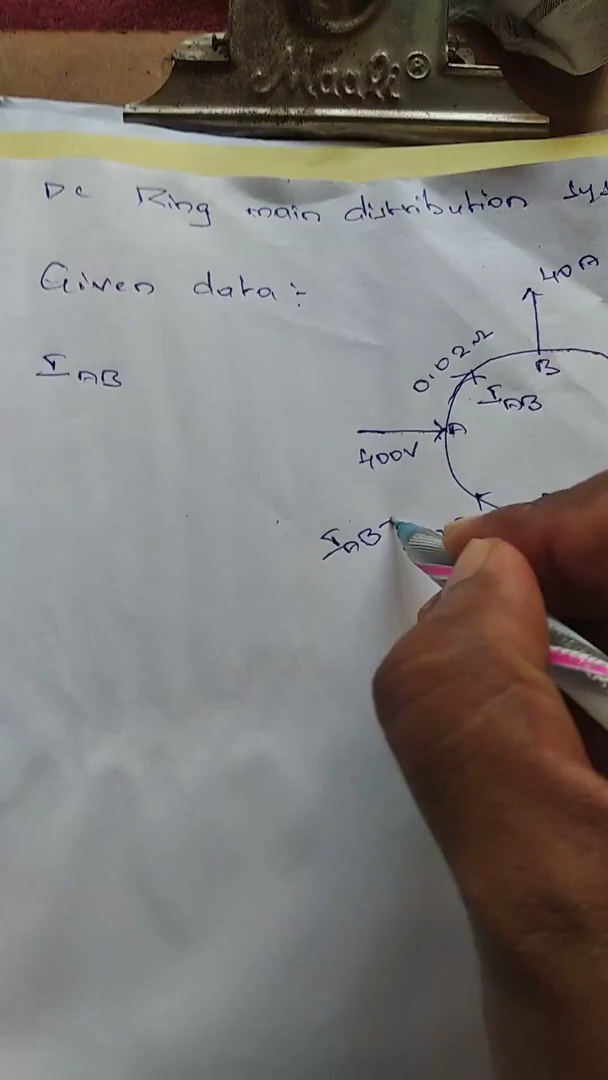 Maali®
DC Ring main distribution sys
Given data:-
40A
0.02Ω
B
I AB
I AB
A
400V
I AB -